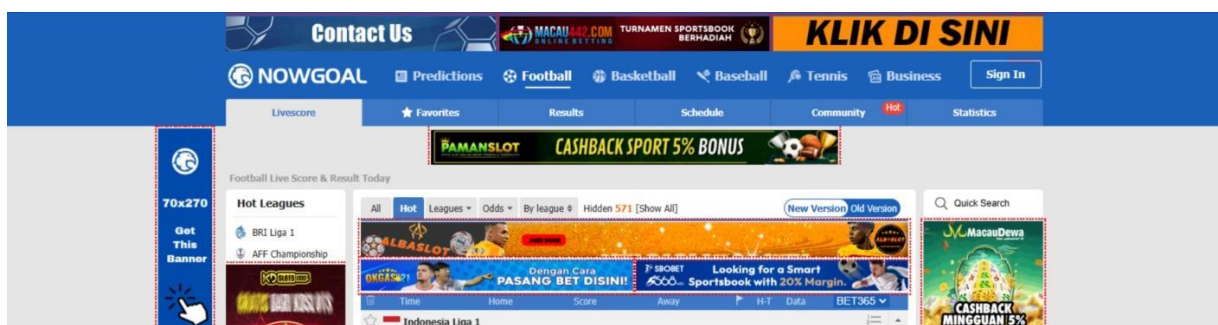 Contact Us
MACAU442.COM
ONLINE BETTING
TURNAMEN SPORTSBOOK
BERHADIAH
KLIK DI SINI
NOWGOAL
Predictions
Football
Basketball
Baseball
Tennis
Business
Sign In
Livescore
Favorites
Results
Schedule
Community
Hot
Statistics
PAMANSLOT
CASHBACK SPORT 5% BONUS
Football Live Score & Result Today
70x270
Get
This
Banner
Hot Leagues
BRI Liga 1
AFF Championship
All
Hot
Leagues
Odds
By league
Hidden 571 [Show All]
New Version
Old Version
Quick Search
ALBASLOT
ALBASLOT
OKGAS21
Dengan Cara
PASANG BET DISINI!
SBOBET
Looking for a Smart
Sportsbook with 20% Margin.
MacauDewa
CASHBACK
MINGGUAN 5%
Time
Home
Score
Away
H-T
Data
BET365
Indonesia Liga 1